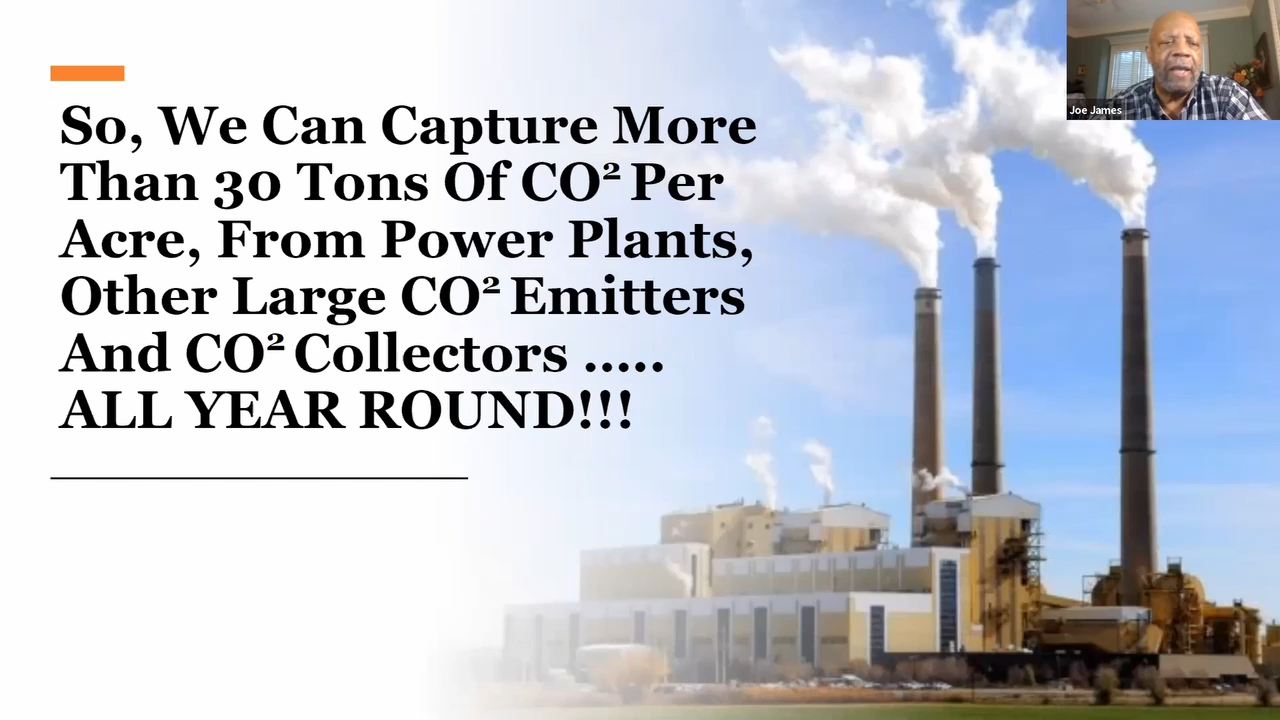 So, We Can Capture More
Than 30 Tons Of CO² Per
Acre, From Power Plants,
Other Large CO² Emitters
And CO² Collectors .....
ALL YEAR ROUND!!!
Joe James